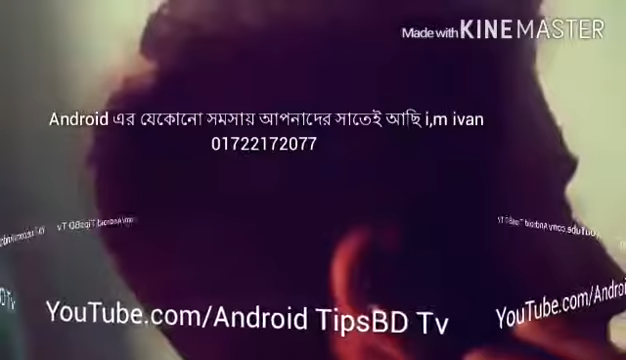 Made with KINEMASTER
Android এর যেকোনো সমসায় আপনাদের সাতেই আছি i,m ivan
01722172077
YouTube.com/Android TipsBD Tv
YouTube.com/Andro